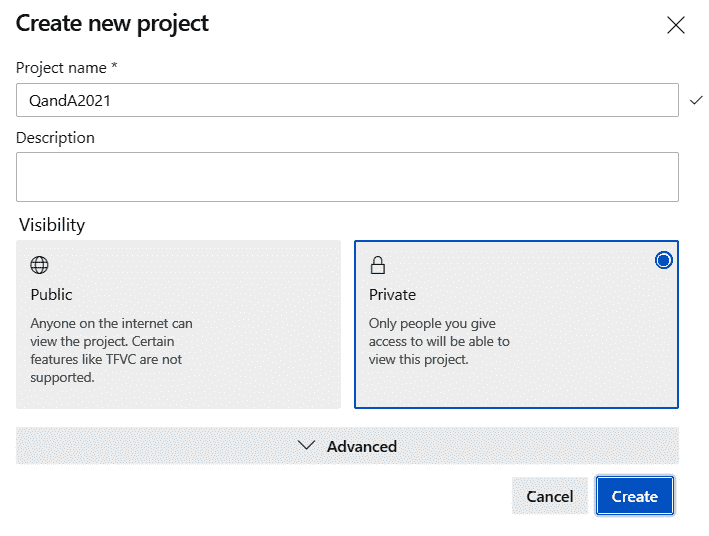 Create new project
Project name *
QandA2021
Description
Visibility
Public
Anyone on the internet can
view the project. Certain
features like TFVC are not
supported.
Private
Only people you give
access to will be able to
view this project.
Advanced
Cancel
Create